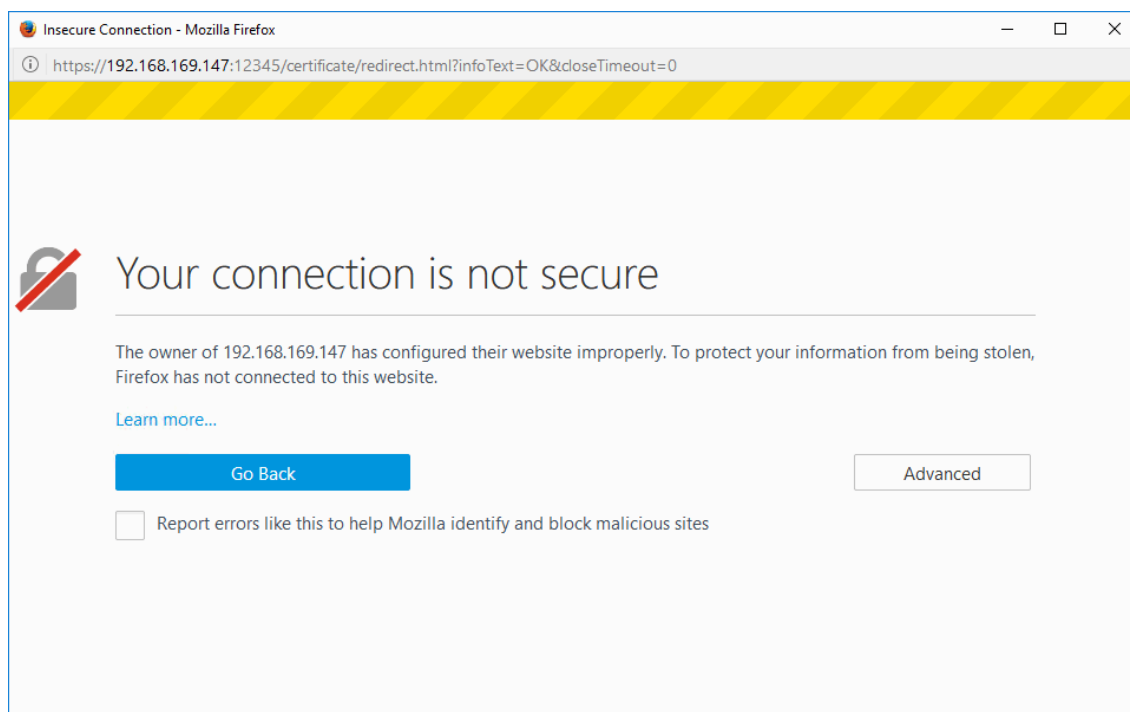 Insecure Connection - Mozilla Firefox
https://192.168.169.147:12345/certificate/redirect.html?infoText=OK&closeTimeout=0
Your connection is not secure
The owner of 192.168.169.147 has configured their website improperly. To protect your information from being stolen,
Firefox has not connected to this website.
Learn more...
Go Back
Advanced
Report errors like this to help Mozilla identify and block malicious sites